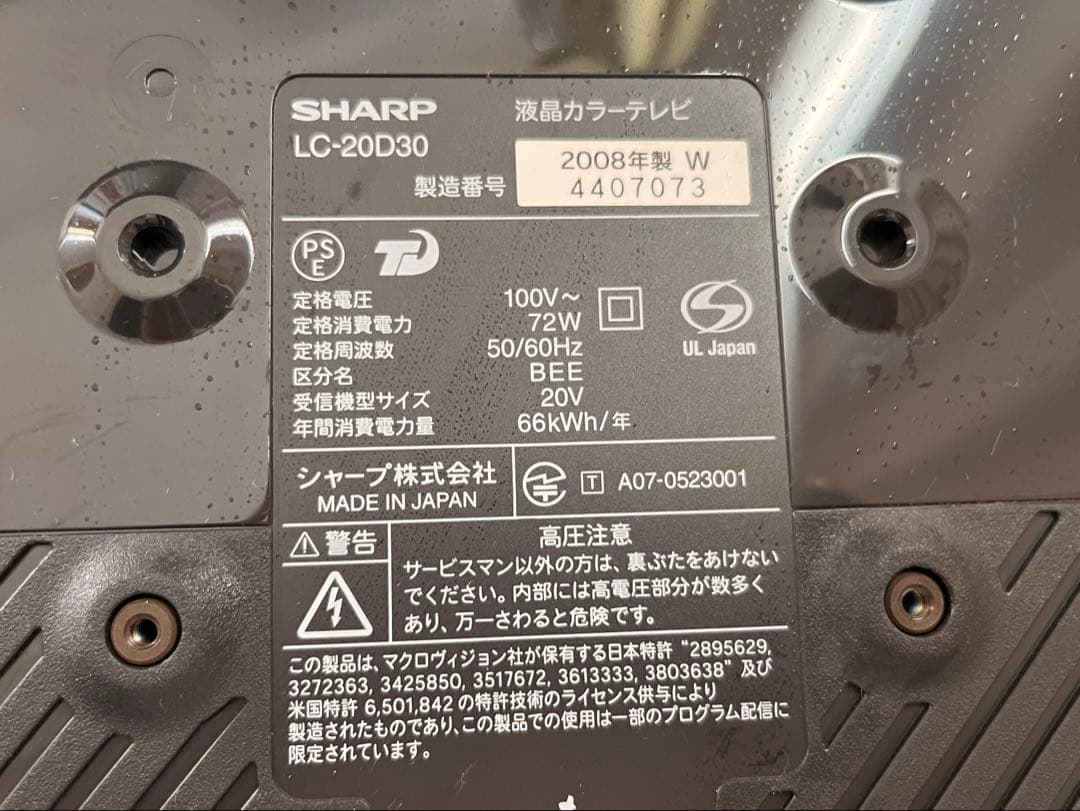 SHARP 液晶カラーテレビ
LC-20D30
2008年製 W
製造番号 4407073
PS
E
定格電圧 100V～
定格消費電力 72W
定格周波数 50/60Hz
区分名 BEE
受信機型サイズ 20V
年間消費電力量 66kWh/年
UL Japan
シャープ株式会社
MADE IN JAPAN
T A07-0523001
警告
高圧注意
サービスマン以外の方は、裏ぶたをあけない
でください。内部には高電圧部分が数多く
あり、万一さわると危険です。
この製品は、マクロヴィジョン社が保有する日本特許 “2895629,
3272363, 3425850, 3517672, 3613333, 3803638” 及び
米国特許 6,501,842 の特許技術のライセンス供与により
製造されたものであり、この製品での使用は一部のプログラム配信に
限定されています。